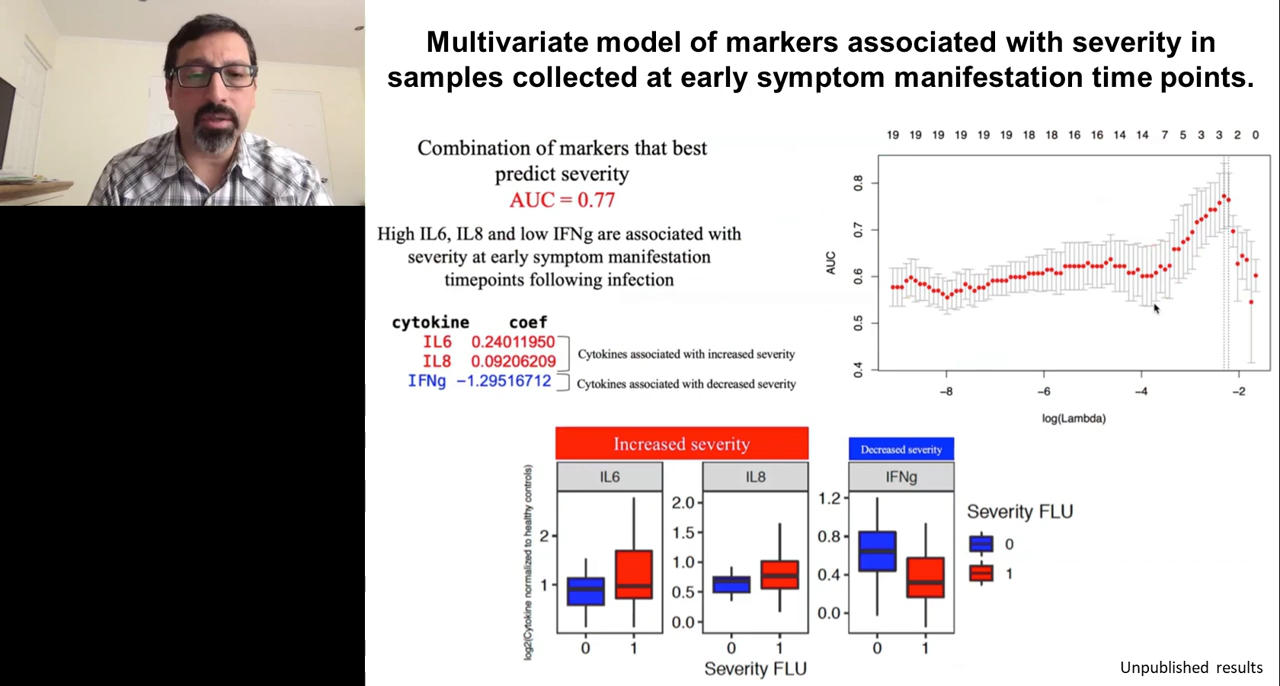 Multivariate model of markers associated with severity in
samples collected at early symptom manifestation time points.
Combination of markers that best
predict severity
AUC = 0.77
High IL6, IL8 and low IFNg are associated with
severity at early symptom manifestation
timepoints following infection
cytokine coef
IL6 0.24011950
IL8 0.09206209
IFNg −1.29516712
Cytokines associated with increased severity
Cytokines associated with decreased severity
19 19 19 19 19 19 18 18 16 16 14 14 7 5 3 3 2 0
AUC
0.8
0.7
0.6
0.5
0.4
−8 −6 −4 −2
log(Lambda)
Increased severity
Decreased severity
log2(Cytokine normalized to healthy controls)
IL6
2
1
0 1
IL8
2.0
1.5
1.0
0.5
0.0
0 1
IFNg
1.2
0.8
0.4
0.0
0 1
Severity FLU
Severity FLU
0
1
Unpublished results